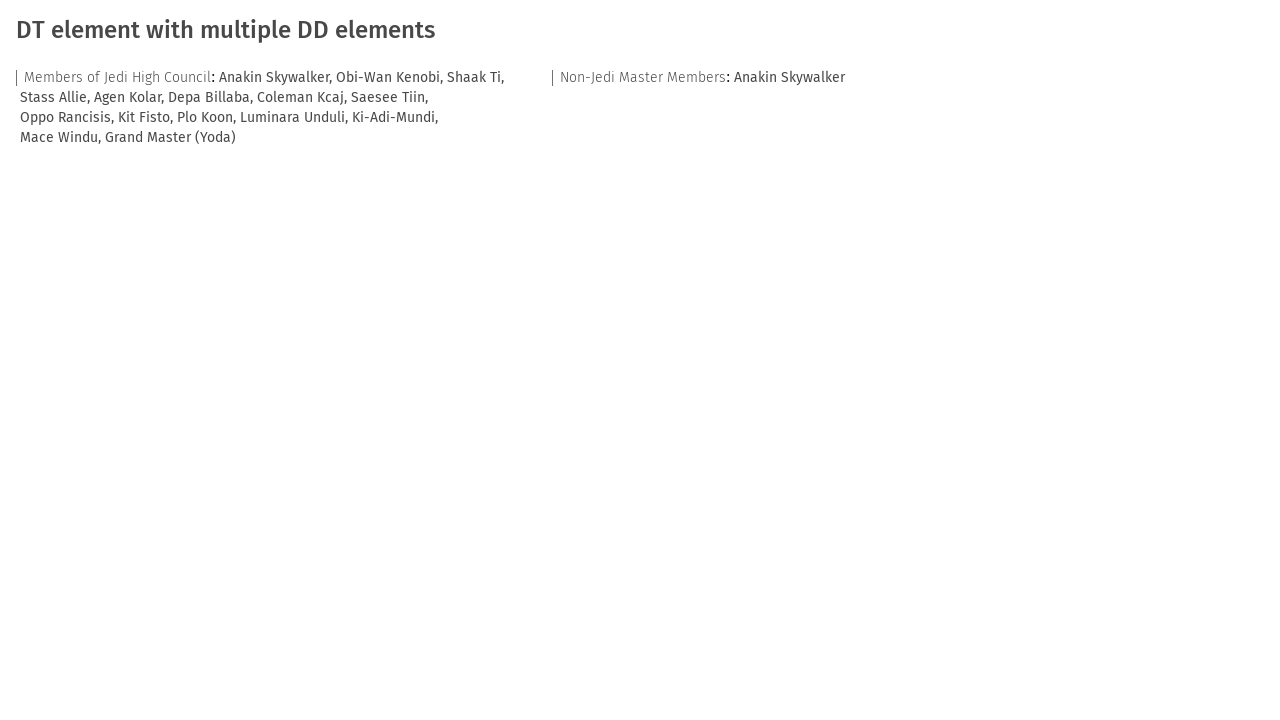 DT element with multiple DD elements
Members of Jedi High Council: Anakin Skywalker, Obi-Wan Kenobi, Shaak Ti,
Stass Allie, Agen Kolar, Depa Billaba, Coleman Kcaj, Saesee Tiin,
Oppo Rancisis, Kit Fisto, Plo Koon, Luminara Unduli, Ki-Adi-Mundi,
Mace Windu, Grand Master (Yoda)
Non-Jedi Master Members: Anakin Skywalker